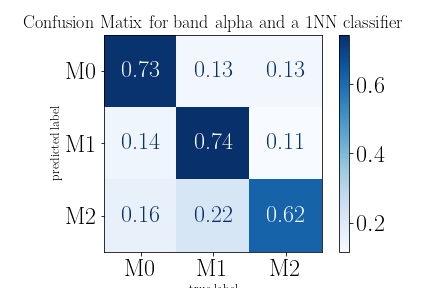 Confusion Matix for band alpha and a 1NN classifier
M0 0.73 0.13 0.13
M1 0.14 0.74 0.11
M2 0.16 0.22 0.62
M0 M1 M2
predicted label
true label
0.6
0.4
0.2